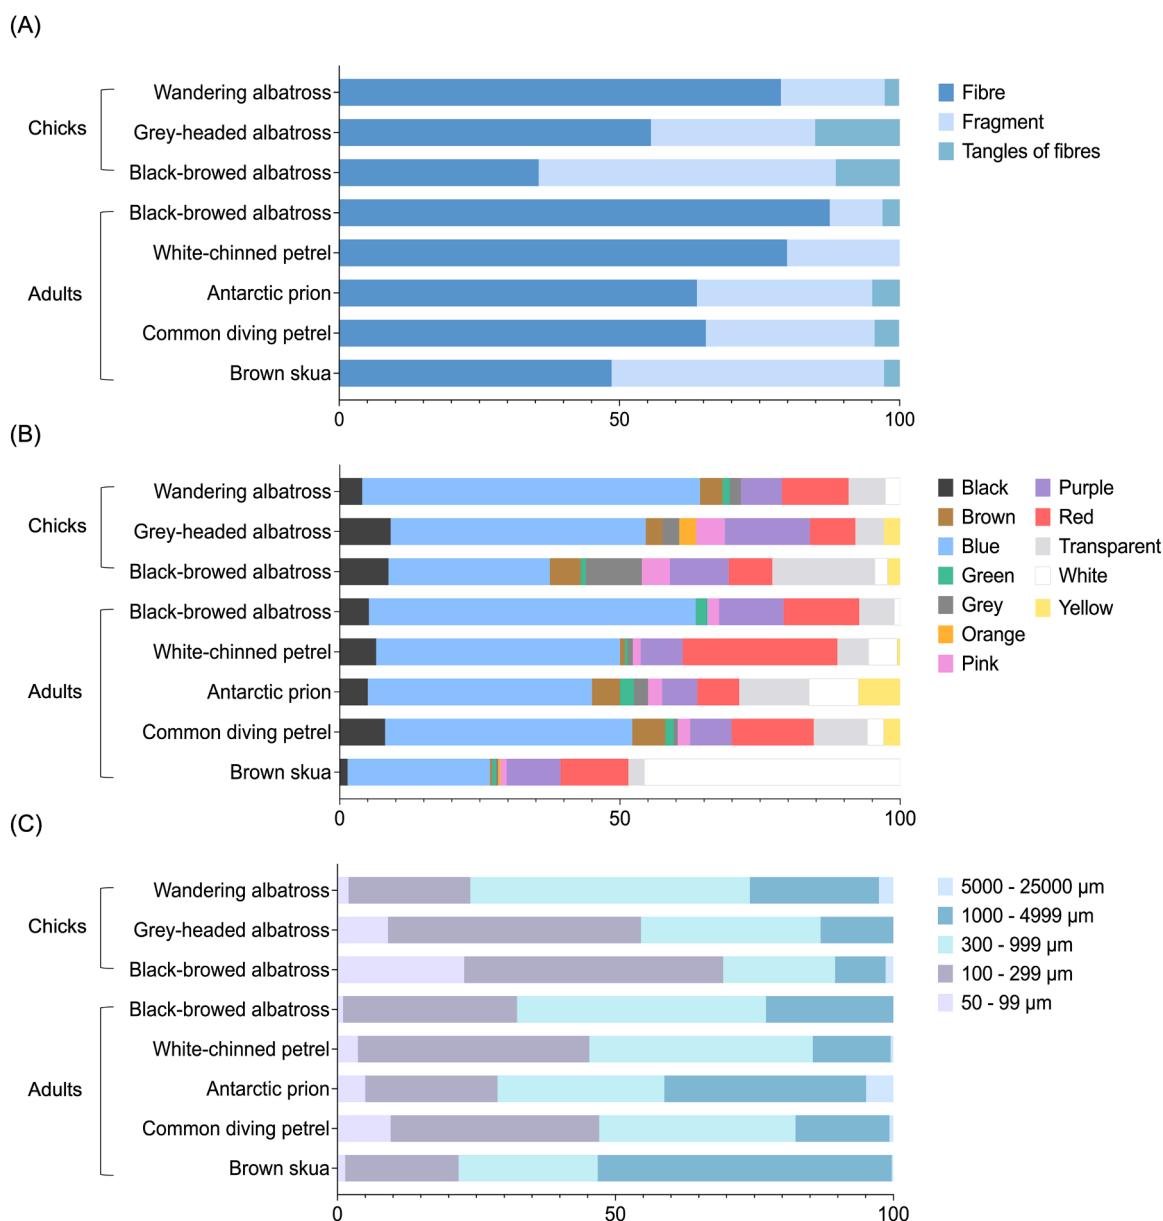 (A)
Chicks
Wandering albatross
Grey-headed albatross
Black-browed albatross
Adults
Black-browed albatross
White-chinned petrel
Antarctic prion
Common diving petrel
Brown skua
0 50 100
Fibre
Fragment
Tangles of fibres
(B)
Chicks
Wandering albatross
Grey-headed albatross
Black-browed albatross
Adults
Black-browed albatross
White-chinned petrel
Antarctic prion
Common diving petrel
Brown skua
0 50 100
Black
Brown
Blue
Green
Grey
Orange
Pink
Purple
Red
Transparent
White
Yellow
(C)
Chicks
Wandering albatross
Grey-headed albatross
Black-browed albatross
Adults
Black-browed albatross
White-chinned petrel
Antarctic prion
Common diving petrel
Brown skua
0 50 100
5000 - 25000 µm
1000 - 4999 µm
300 - 999 µm
100 - 299 µm
50 - 99 µm